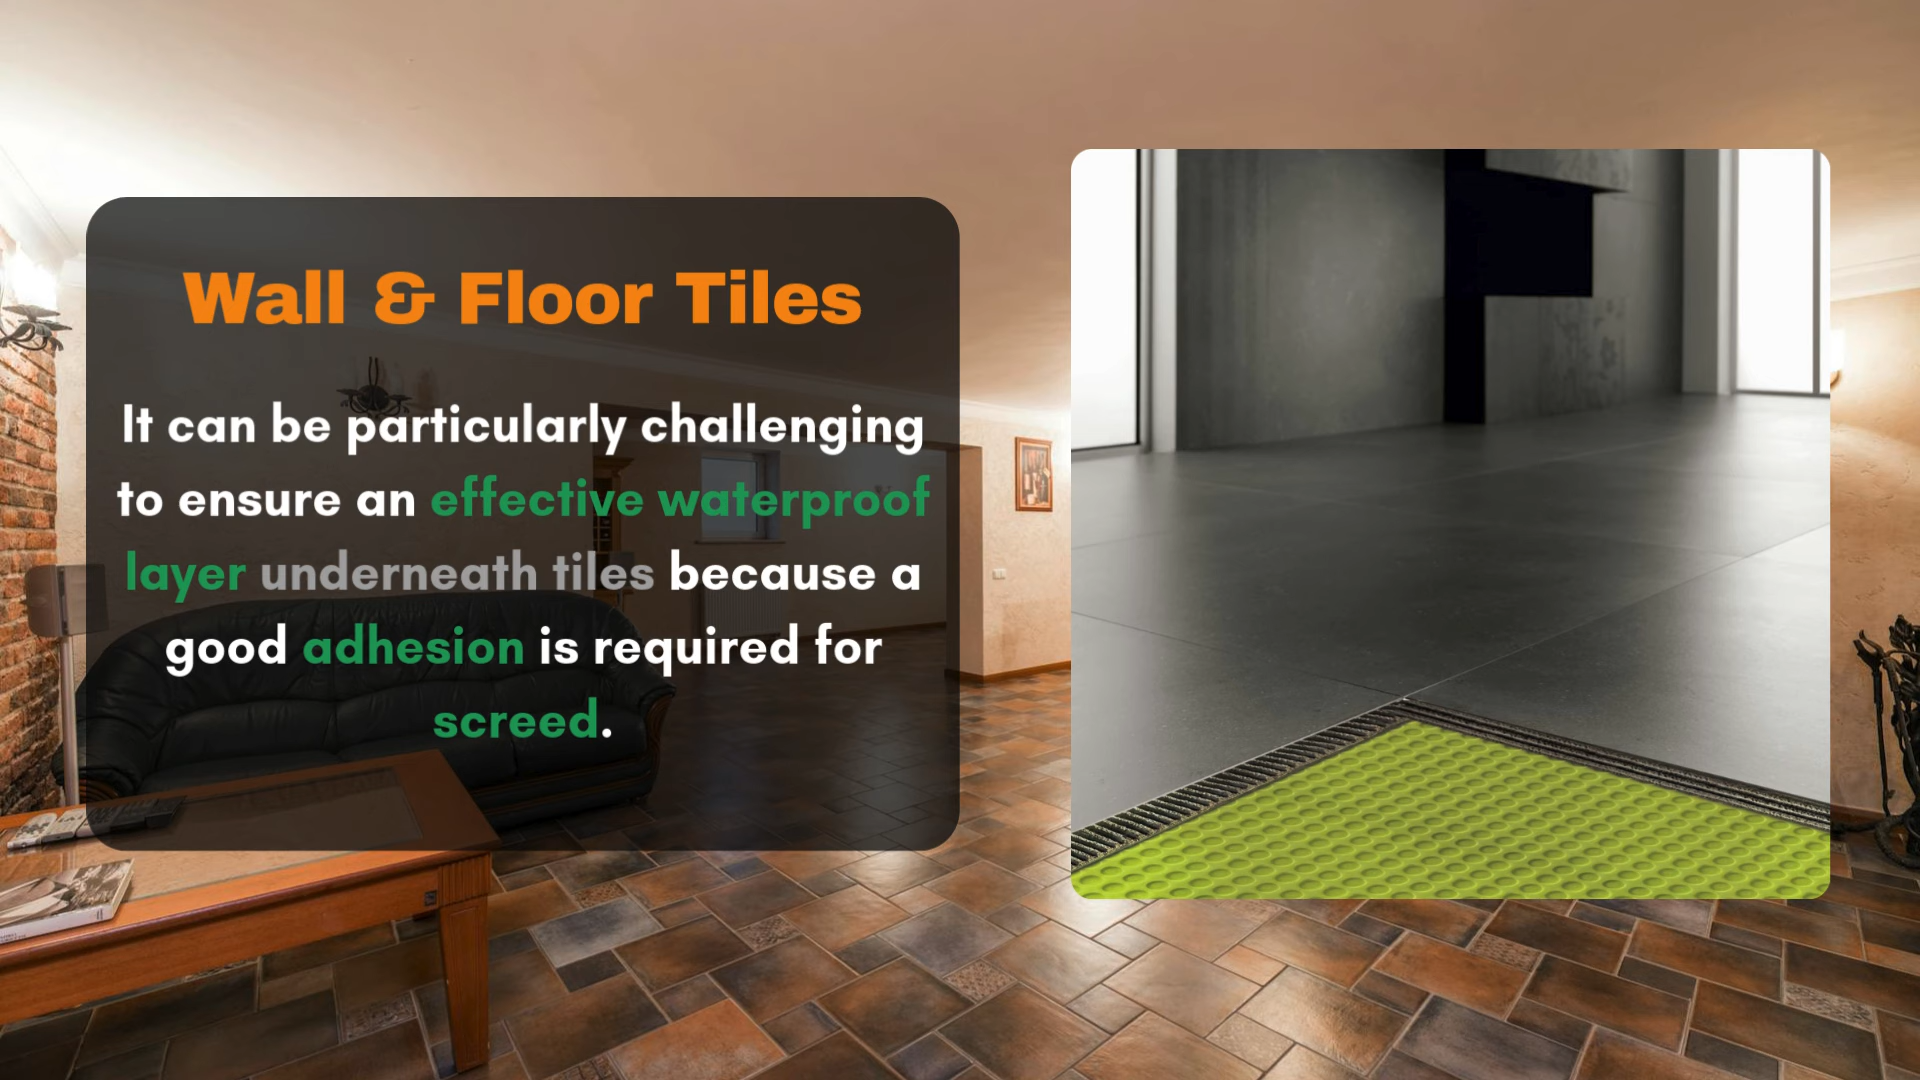 Wall & Floor Tiles
It can be particularly challenging
to ensure an effective waterproof
layer underneath tiles because a
good adhesion is required for
screed.